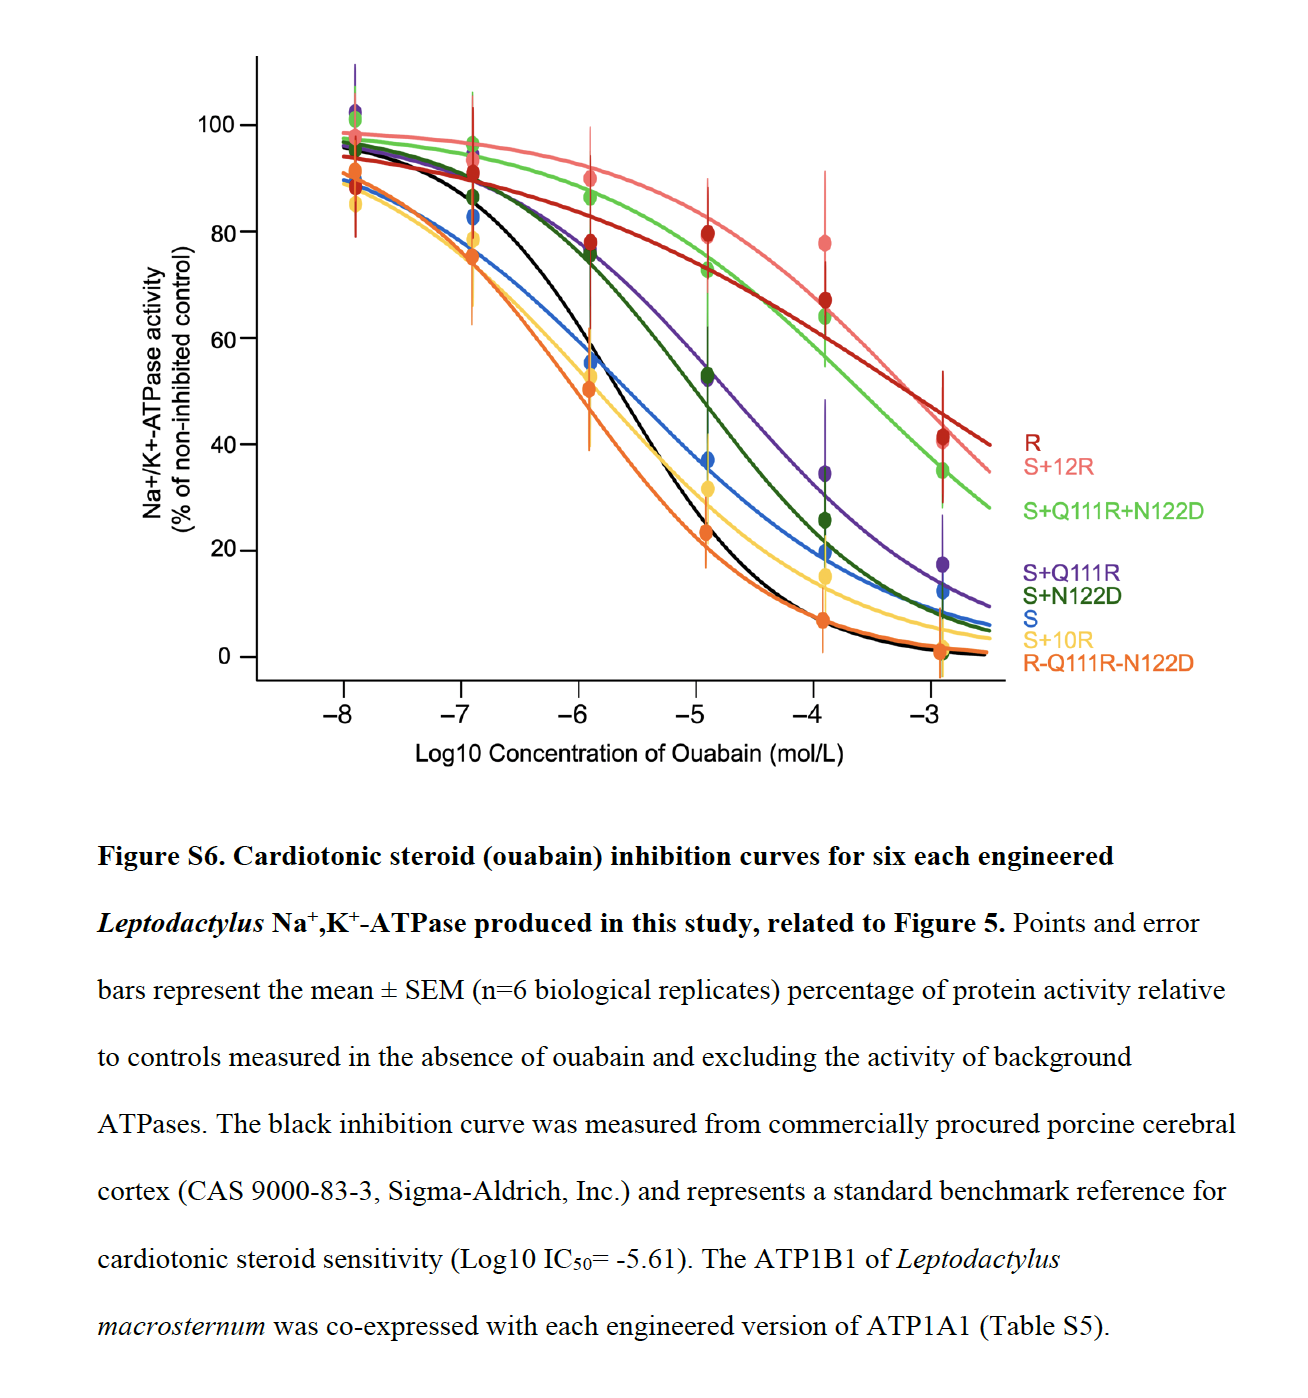 Na+/K+-ATPase activity
(% of non-inhibited control)
100
80
60
40
20
0
–8
–7
–6
–5
–4
–3
Log10 Concentration of Ouabain (mol/L)
R
S+12R
S+Q111R+N122D
S+Q111R
S+N122D
S
S+10R
R-Q111R-N122D
Figure S6. Cardiotonic steroid (ouabain) inhibition curves for six each engineered
Leptodactylus Na⁺,K⁺-ATPase produced in this study, related to Figure 5. Points and error
bars represent the mean ± SEM (n=6 biological replicates) percentage of protein activity relative
to controls measured in the absence of ouabain and excluding the activity of background
ATPases. The black inhibition curve was measured from commercially procured porcine cerebral
cortex (CAS 9000-83-3, Sigma-Aldrich, Inc.) and represents a standard benchmark reference for
cardiotonic steroid sensitivity (Log10 IC₅₀= -5.61). The ATP1B1 of Leptodactylus
macrosternum was co-expressed with each engineered version of ATP1A1 (Table S5).